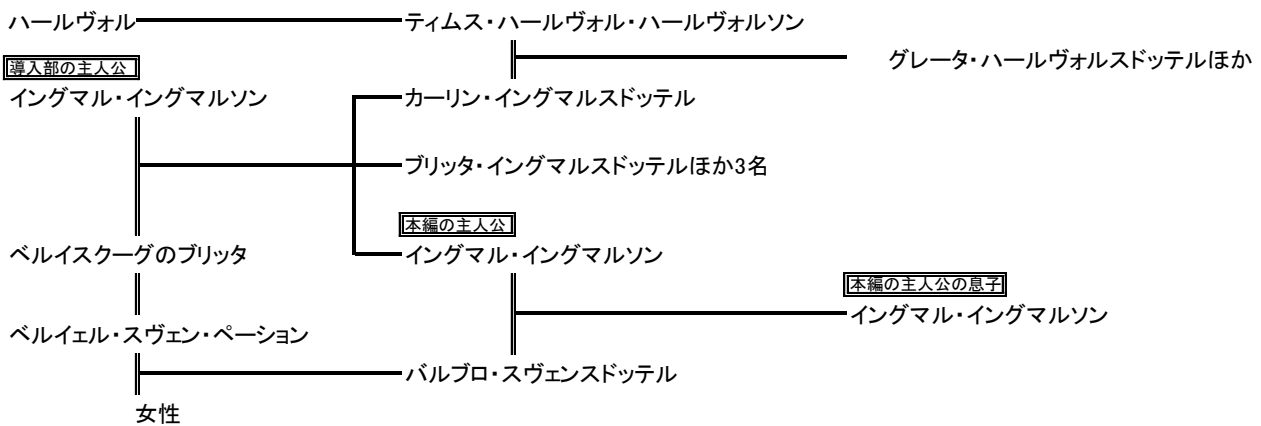 ハールヴォル
ティムス・ハールヴォル・ハールヴォルソン
グレータ・ハールヴォルスドッテルほか
導入部の主人公
イングマル・イングマルソン
カーリン・イングマルスドッテル
ブリッタ・イングマルスドッテルほか3名
本編の主人公
ベルイスクーグのブリッタ
イングマル・イングマルソン
本編の主人公の息子
イングマル・イングマルソン
ベルイェル・スヴェン・ペーション
バルブロ・スヴェンスドッテル
女性